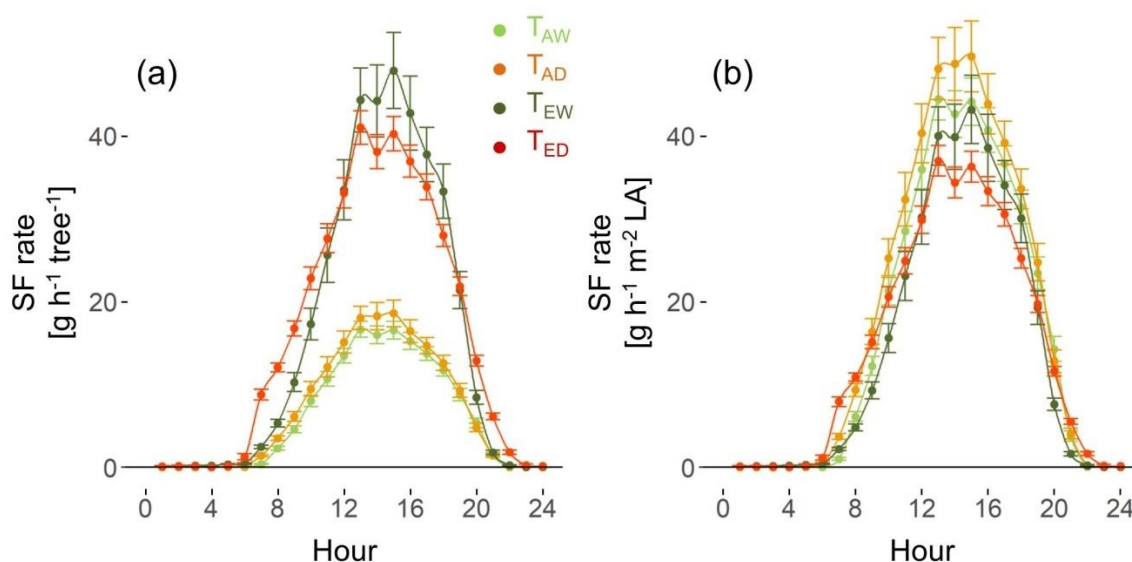 (a)
T_AW
T_AD
T_EW
T_ED
SF rate
[g h⁻¹ tree⁻¹]
40
20
0
0 4 8 12 16 20 24
Hour
(b)
SF rate
[g h⁻¹ m⁻² LA]
40
20
0
0 4 8 12 16 20 24
Hour